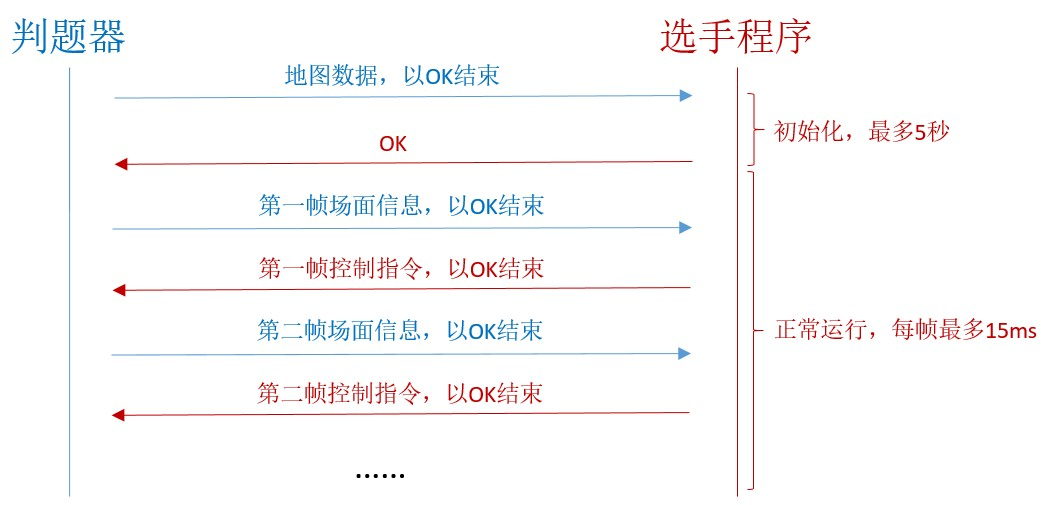 判题器
选手程序
地图数据，以OK结束
初始化，最多5秒
OK
第一帧场面信息，以OK结束
第一帧控制指令，以OK结束
第二帧场面信息，以OK结束
正常运行，每帧最多15ms
第二帧控制指令，以OK结束
……